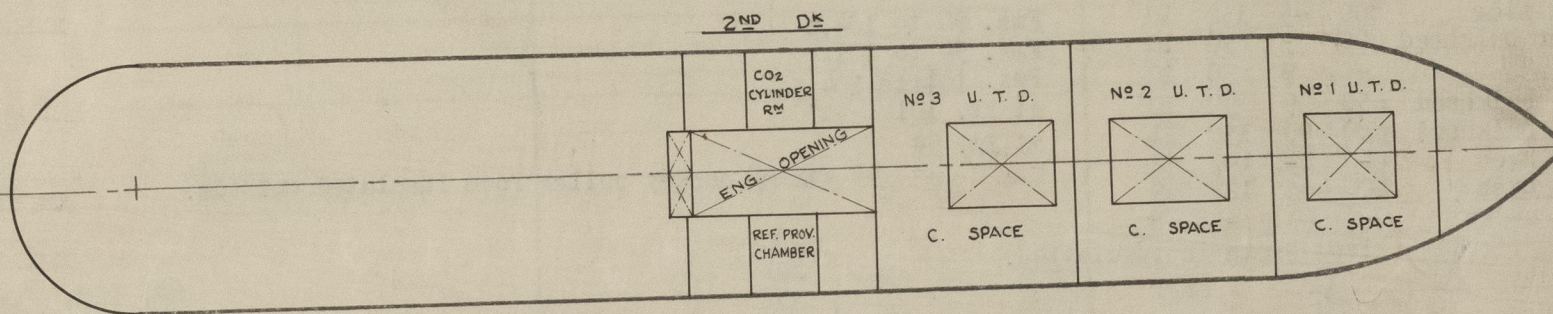 2ND DK
CO2
CYLINDER
RM
ENG. OPENING
REF. PROV.
CHAMBER
Nº 3 U. T. D.
C. SPACE
Nº 2 U. T. D.
C. SPACE
Nº 1 U. T. D.
C. SPACE